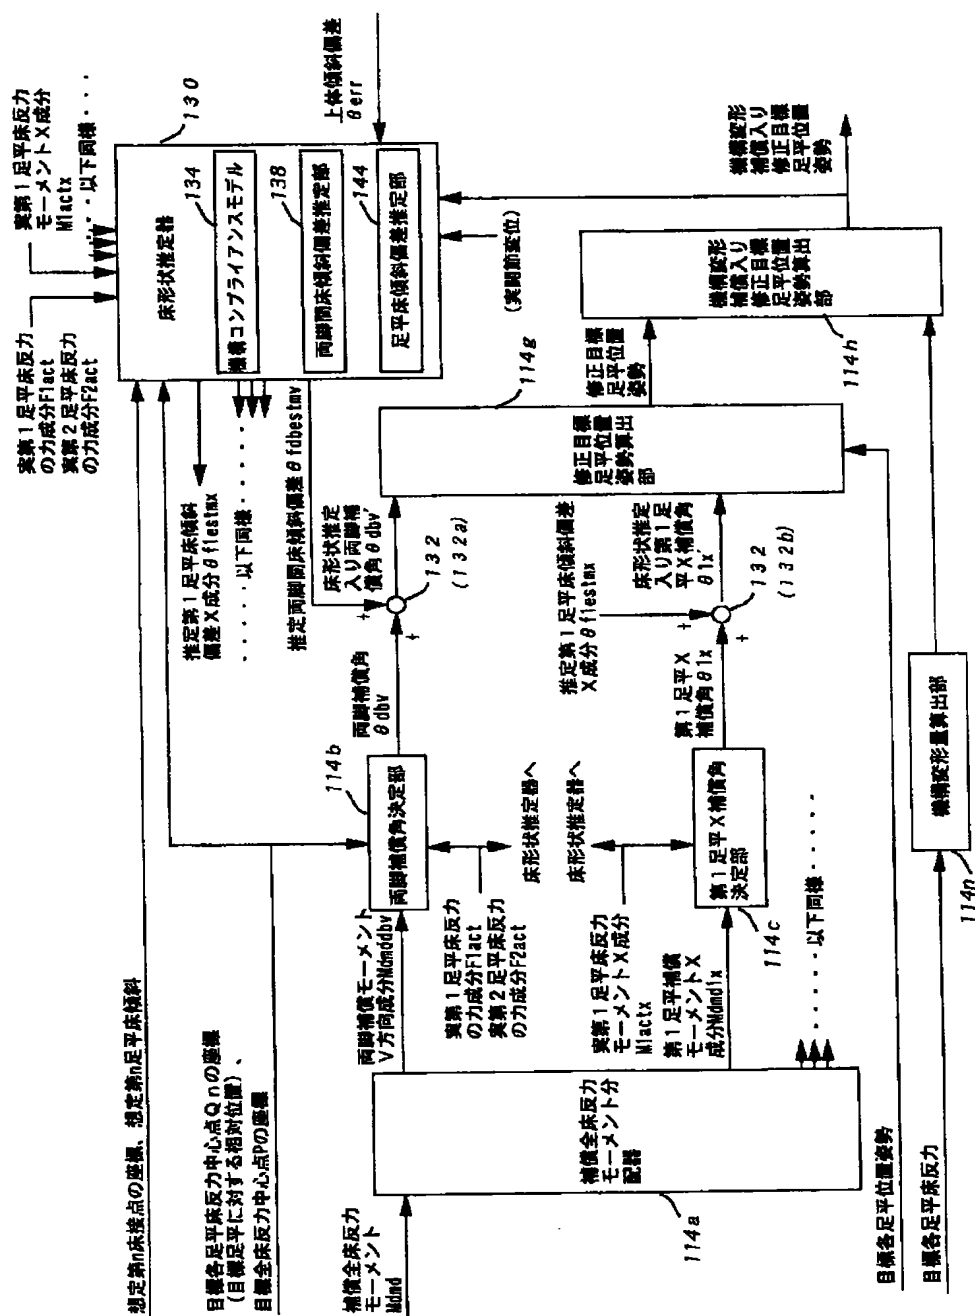 実第1足平床反力
の力成分F1act
実第2足平床反力
の力成分F2act
実第1足平床反力
モーメントX成分
M1actx
・・・以下同様・・・
130
床形状推定器
134
機構コンプライアンスモデル
138
両脚間床傾斜偏差推定部
144
足平床傾斜偏差推定部
上体傾斜偏差
θerr
(実関節変位)
想定第n床接点の座標、想定第n足平床傾斜
目標各足平床反力中心点Qnの座標
(目標足平に対する相対位置)、
目標全床反力中心点Pの座標
推定第1足平床傾斜
偏差X成分θf1estmx
・・・・・以下同様・・・・・
推定両脚間床傾斜偏差θfdbestmv
床形状推定
入り両脚補
償角θdbv'
132
(132a)
+
+
両脚補償角
θdbv
114b
両脚補償角決定部
両脚補償モーメント
V方向成分Mdmddbv
実第1足平床反力
の力成分F1act
実第2足平床反力
の力成分F2act
床形状推定器へ
床形状推定器へ
補償全床反力
モーメント
Mdmd
補償全床反力
モーメント分
配器
114a
実第1足平床反力
モーメントX成分
M1actx
第1足平補償
モーメントX
成分Mdmd1x
第1足平X補償角
決定部
114c
・・・・・以下同様・・・・・
第1足平X
補償角θ1x
推定第1足平床傾斜偏差
X成分θf1estmx
+
+
132
(132b)
床形状推定
入り第1足
平X補償角
θ1x'
114g
修正目標
足平位置
姿勢算出
部
修正目標
足平位置
姿勢
機構変形
補償入り
修正目標
足平位置
姿勢算出
部
114h
機構変形
補償入り
修正目標
足平位置
姿勢
目標各足平位置姿勢
目標各足平床反力
機構変形量算出部
114n